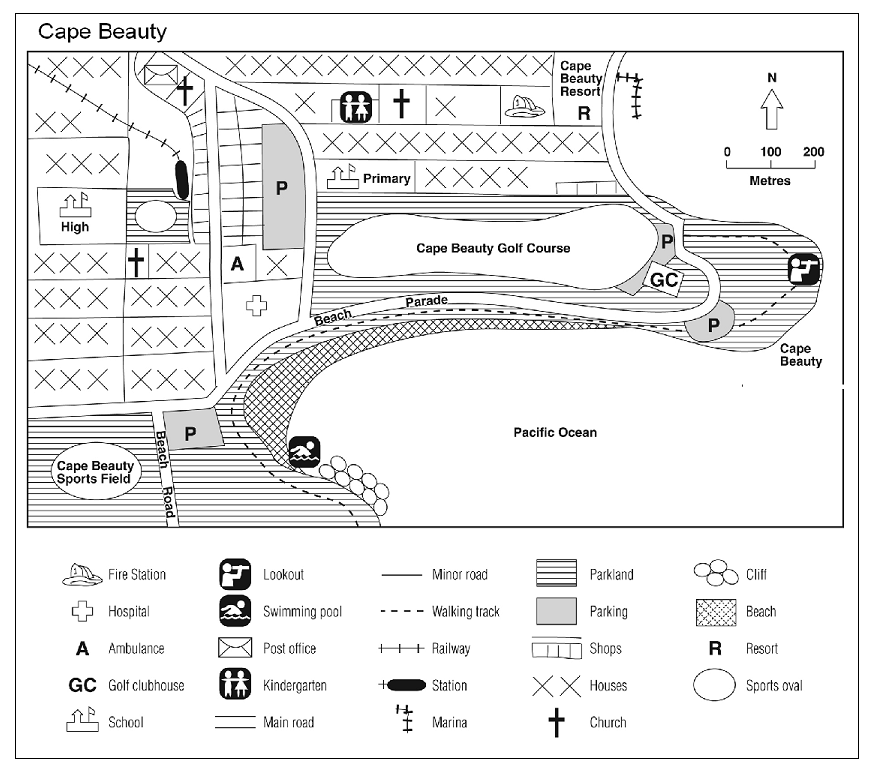 Cape Beauty
Cape
Beauty
Resort
R
N
0 100 200
Metres
P
Primary
High
Cape Beauty Golf Course
P
A
GC
Beach Parade
P
Cape
Beauty
P
Pacific Ocean
Cape Beauty
Sports Field
Beach Road
Fire Station
Lookout
Minor road
Parkland
Cliff
Hospital
Swimming pool
Walking track
Parking
Beach
A Ambulance
Post office
Railway
Shops
R Resort
GC Golf clubhouse
Kindergarten
Station
Houses
Sports oval
School
Main road
Marina
Church